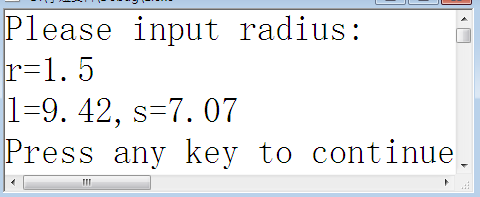 Please input radius:
r=1.5
l=9.42,s=7.07
Press any key to continue